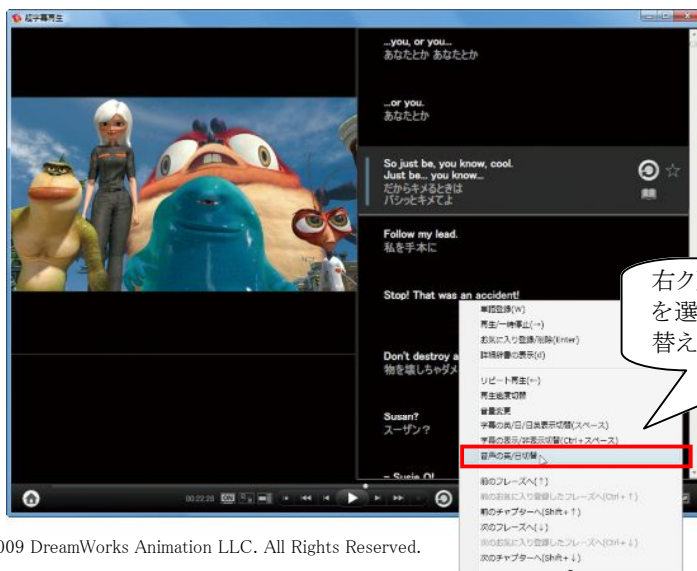 超字幕再生
...you, or you...
あなたとか あなたとか
...or you.
あなたとか
So just be, you know, cool.
Just be... you know...
だからキメるときは
バシッとキメてよ
Follow my lead.
私を手本に
Stop! That was an accident!
Don't destroy a
物を壊しちゃダメ
Susan?
スーザン？
右ク
を選
替え
単語登録(W)
再生/一時停止(→)
お気に入り登録/削除(Enter)
詳細辞書の表示(d)
リピート再生(←)
再生速度切替
音量変更
字幕の英/日/日英表示切替(スペース)
字幕の表示/非表示切替(Ctrl+スペース)
音声の英/日切替
前のフレーズへ(↑)
前のお気に入り登録したフレーズへ(Ctrl+↑)
前のチャプターへ(Shift+↑)
次のフレーズへ(↓)
次のお気に入り登録したフレーズへ(Ctrl+↓)
次のチャプターへ(Shift+↓)
00:22:28
009 DreamWorks Animation LLC. All Rights Reserved.